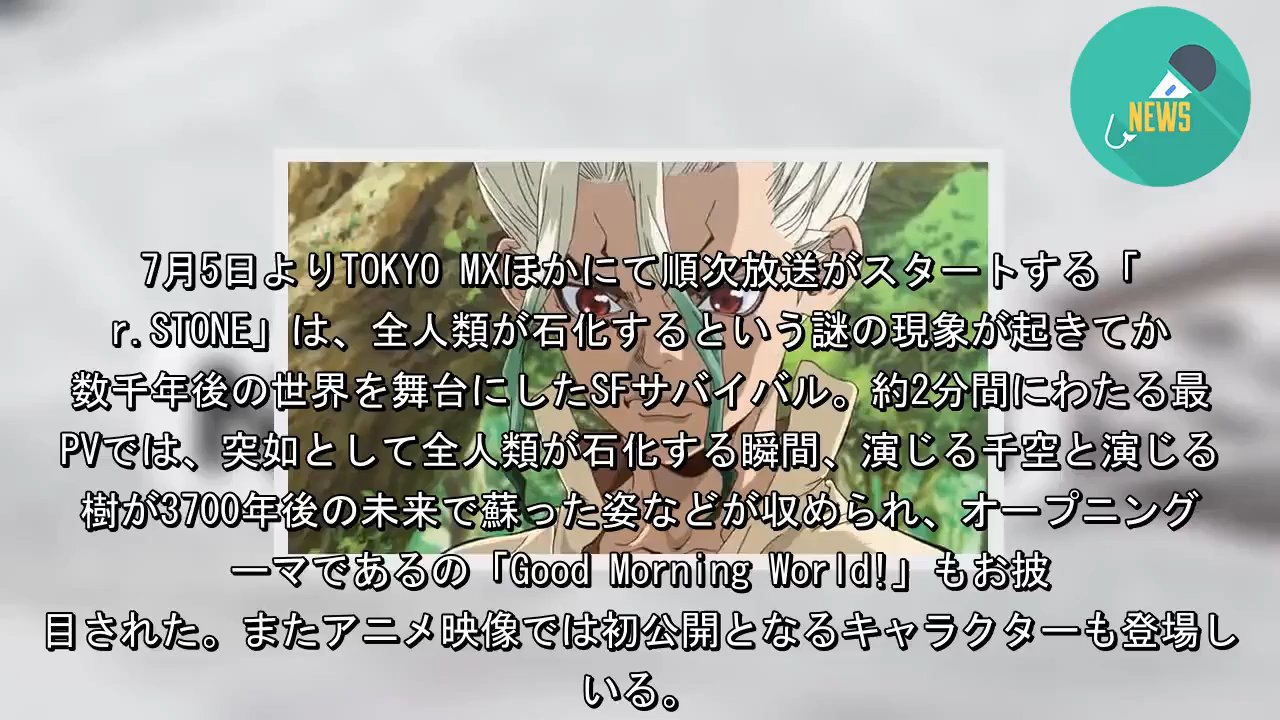 NEWS
7月5日よりTOKYO MXほかにて順次放送がスタートする「
r.STONE」は、全人類が石化するという謎の現象が起きてか
数千年後の世界を舞台にしたSFサバイバル。約2分間にわたる最
PVでは、突如として全人類が石化する瞬間、演じる千空と演じる
樹が3700年後の未来で蘇った姿などが収められ、オープニング
ーマであるの「Good Morning World!」もお披
目された。またアニメ映像では初公開となるキャラクターも登場し
いる。